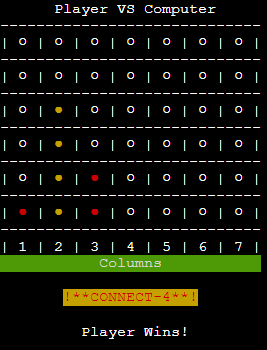 Player VS Computer
-----------------------------
| O | O | O | O | O | O | O |
-----------------------------
| O | O | O | O | O | O | O |
-----------------------------
| O | ● | O | O | O | O | O |
-----------------------------
| O | ● | O | O | O | O | O |
-----------------------------
| O | ● | ● | O | O | O | O |
-----------------------------
| ● | ● | ● | O | O | O | O |
-----------------------------
| 1 | 2 | 3 | 4 | 5 | 6 | 7 |
Columns
!**CONNECT-4**!
Player Wins!